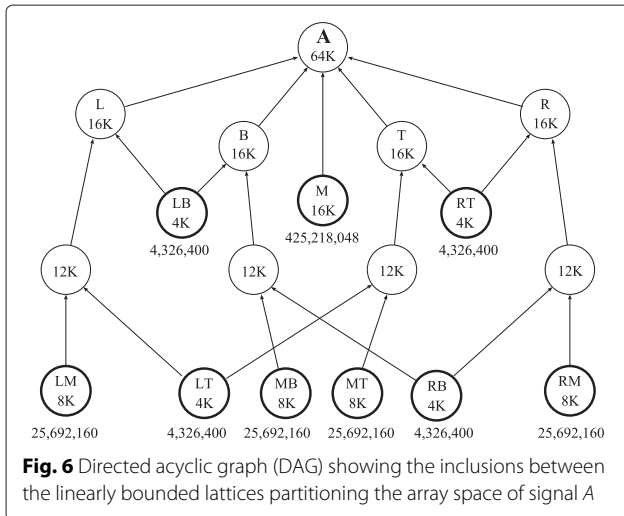 A
64K
L
16K
R
16K
B
16K
T
16K
M
16K
LB
4K
RT
4K
4,326,400
425,218,048
4,326,400
12K
12K
12K
12K
LM
8K
LT
4K
MB
8K
MT
8K
RB
4K
RM
8K
25,692,160
4,326,400
25,692,160
25,692,160
4,326,400
25,692,160
Fig. 6 Directed acyclic graph (DAG) showing the inclusions between
the linearly bounded lattices partitioning the array space of signal A